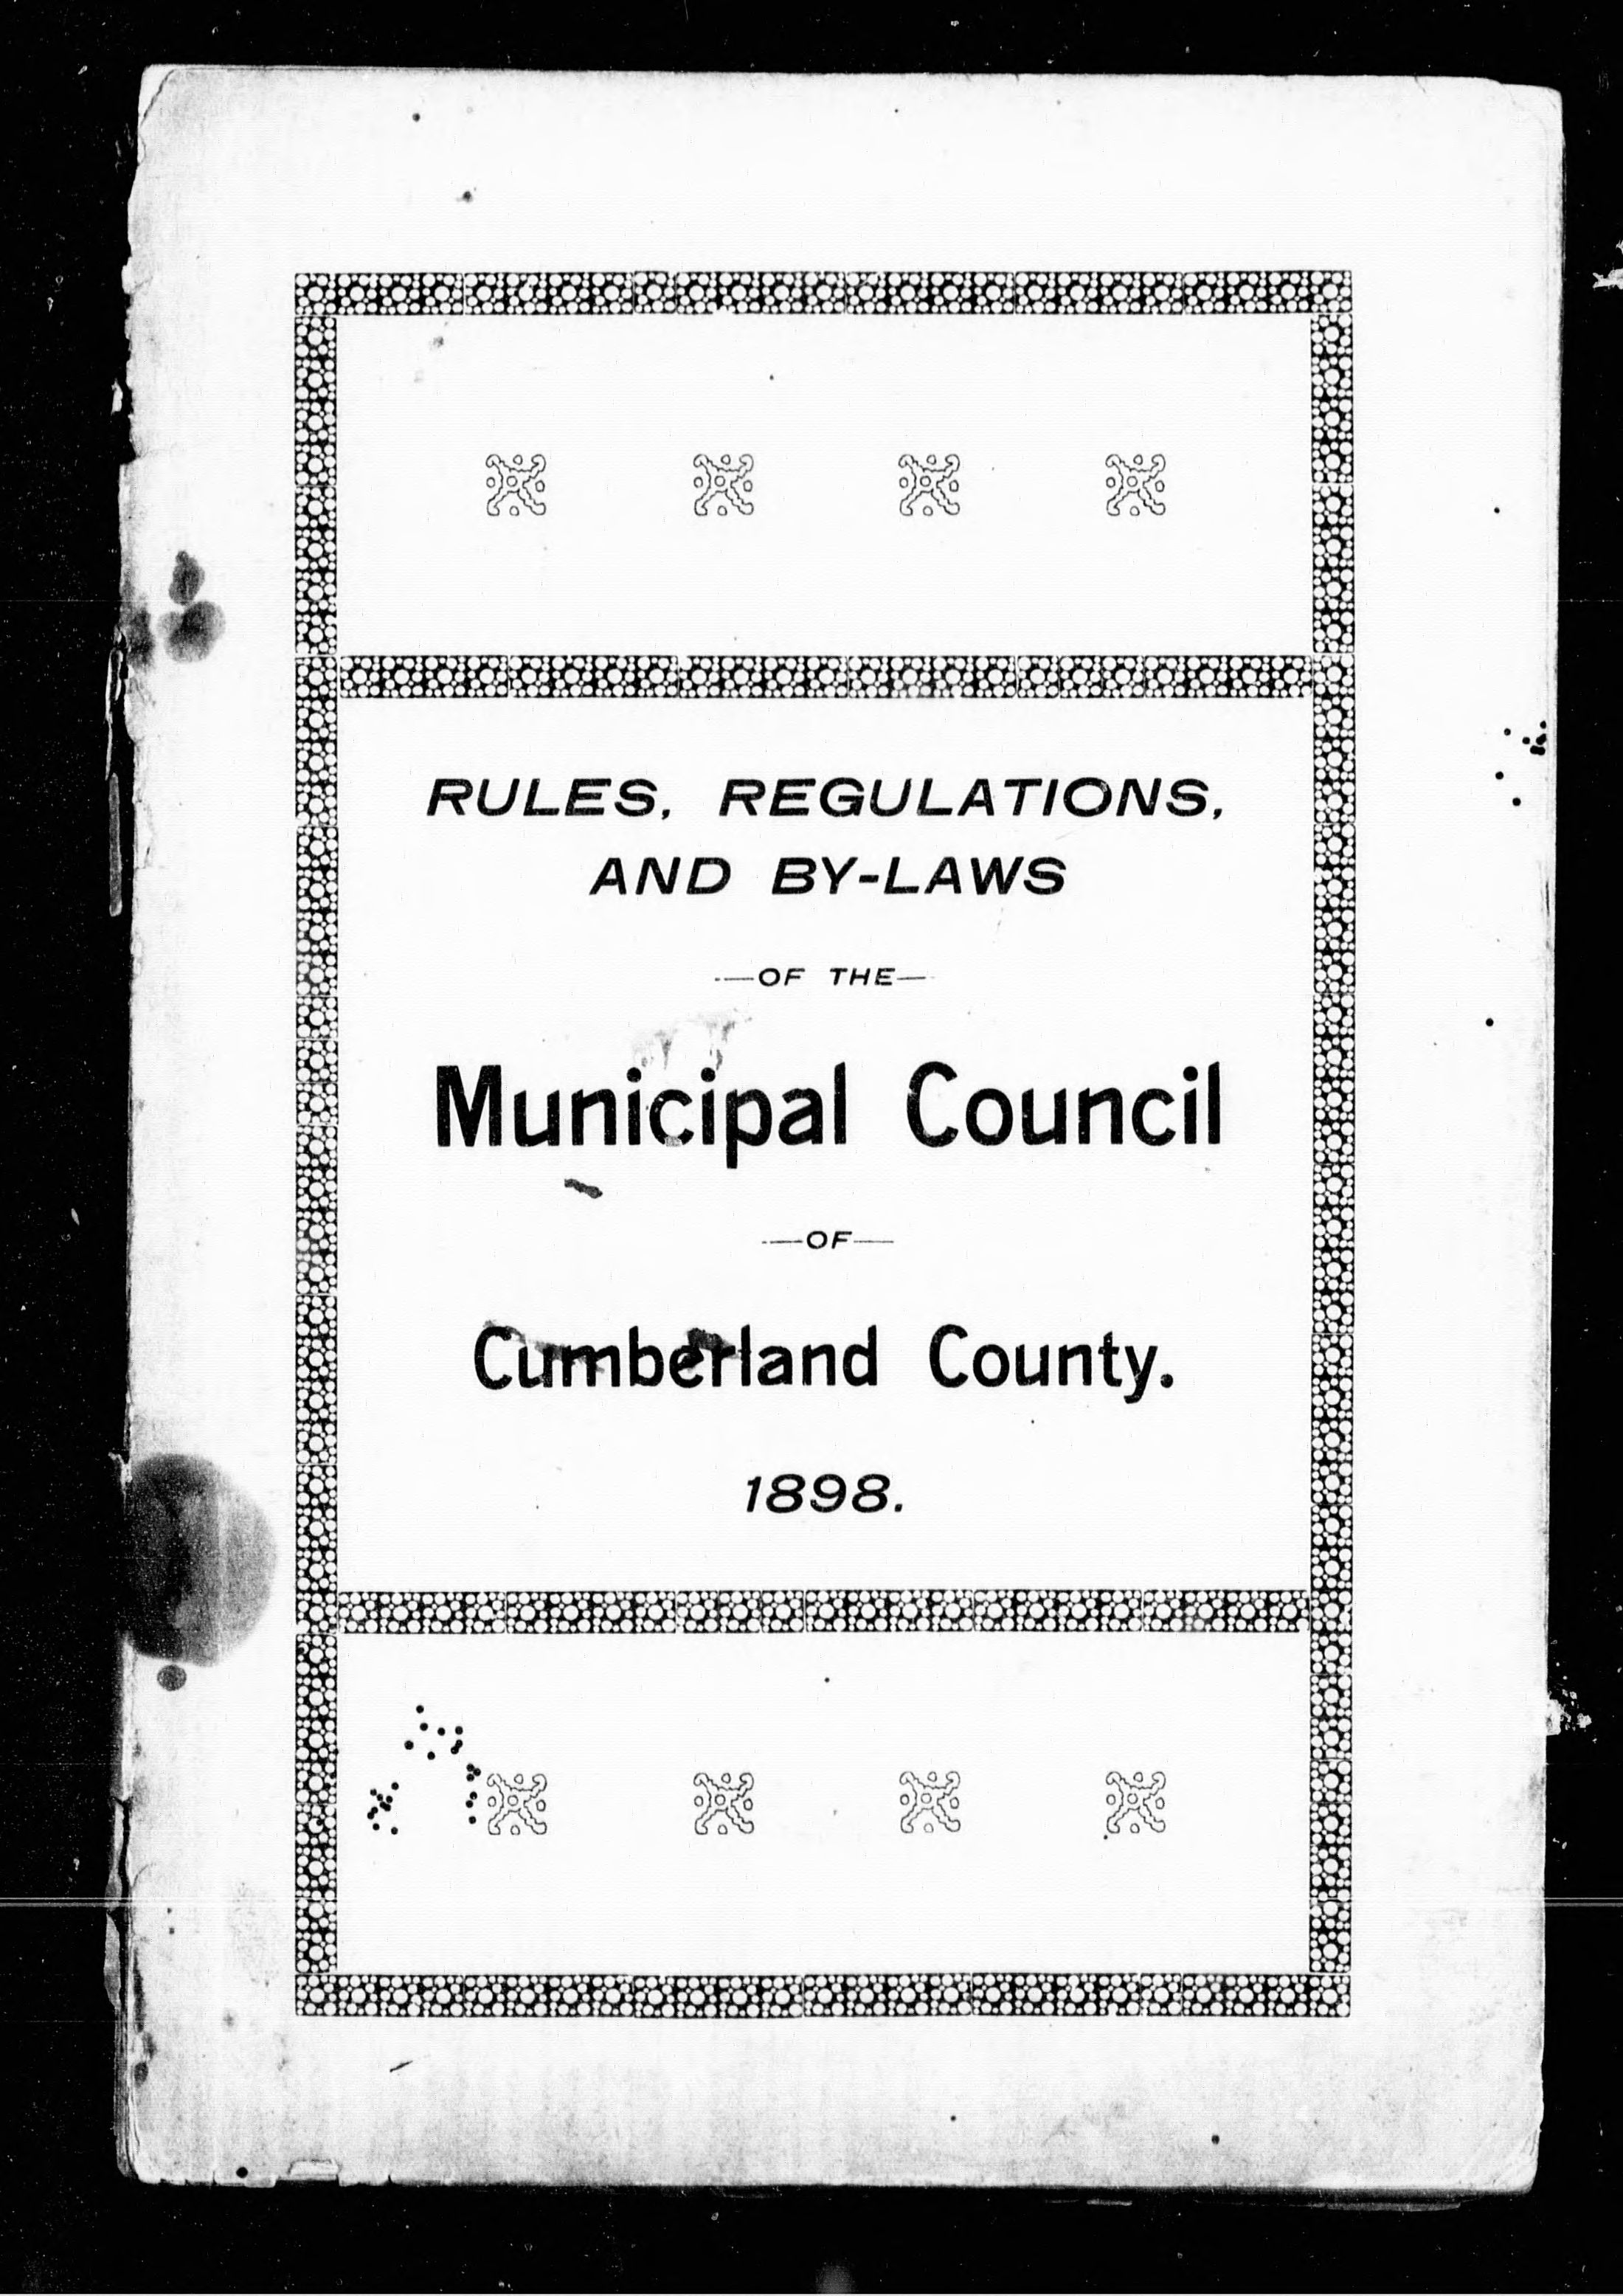 RULES, REGULATIONS,
AND BY-LAWS
—OF THE—
Municipal Council
—OF—
Cumberland County.
1898.